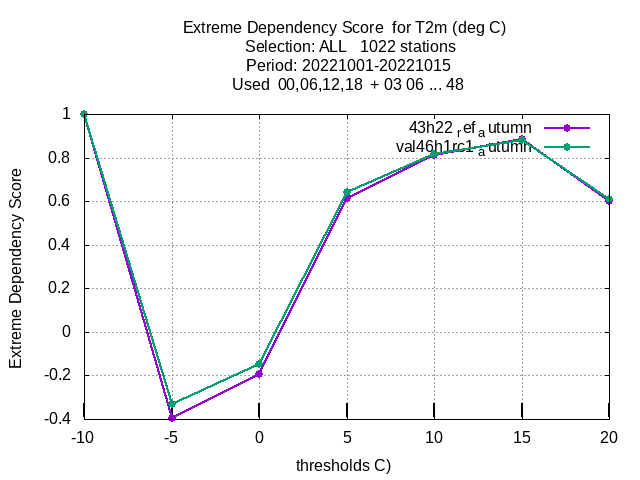 Extreme Dependency Score  for T2m (deg C)
Selection: ALL   1022 stations
Period: 20221001-20221015
Used  00,06,12,18  + 03 06 ... 48
43h22 ref autumn
val46h1rc1 autumn
Extreme Dependency Score
1
0.8
0.6
0.4
0.2
0
-0.2
-0.4
-10 -5 0 5 10 15 20
thresholds C)